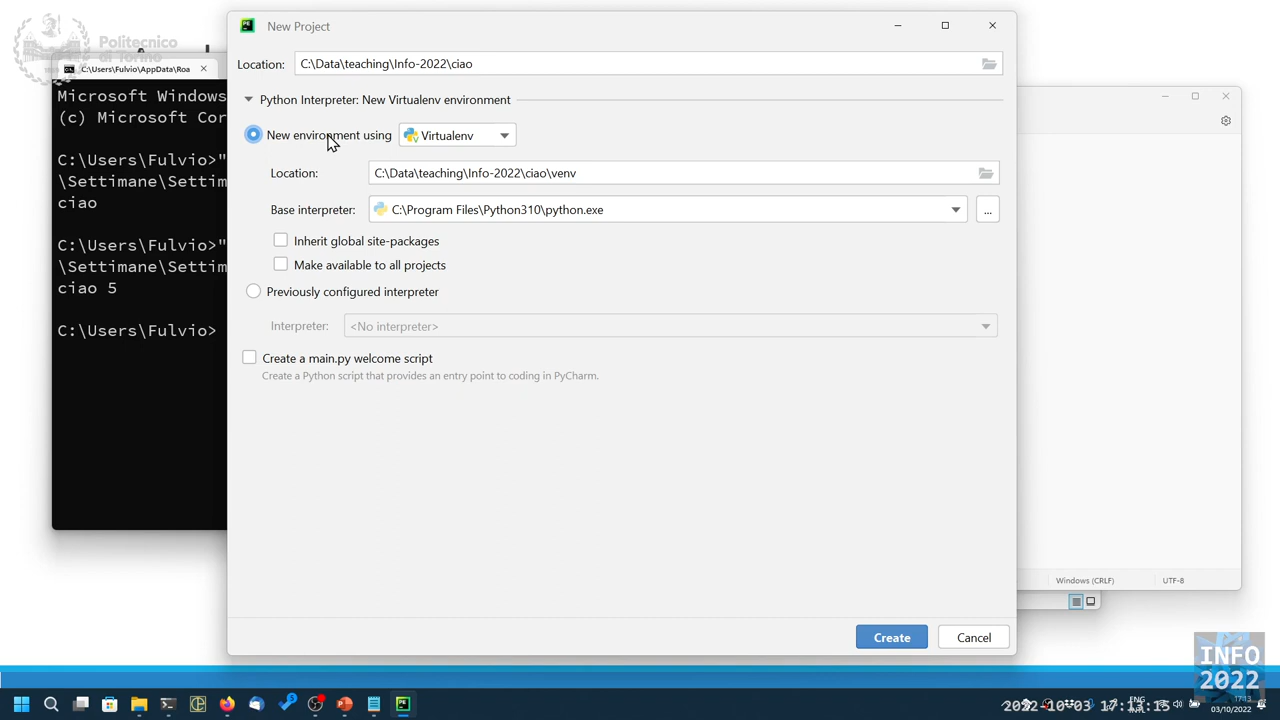 Politecnico
di Torino
New Project
C:\Users\Fulvio\AppData\Roa
Location: C:\Data\teaching\Info-2022\ciao
Microsoft Windows
(c) Microsoft Cor
Python Interpreter: New Virtualenv environment
New environment using Virtualenv
C:\Users\Fulvio>"
Location: C:\Data\teaching\Info-2022\ciao\venv
\Settimane\Settim
ciao
Base interpreter: C:\Program Files\Python310\python.exe
...
C:\Users\Fulvio>"
Inherit global site-packages
\Settimane\Settim
Make available to all projects
ciao 5
Previously configured interpreter
C:\Users\Fulvio>
Interpreter: <No interpreter>
Create a main.py welcome script
Create a Python script that provides an entry point to coding in PyCharm.
Windows (CRLF) UTF-8
Create Cancel
INFO
2022
ENG
INTL
17:13
03/10/2022